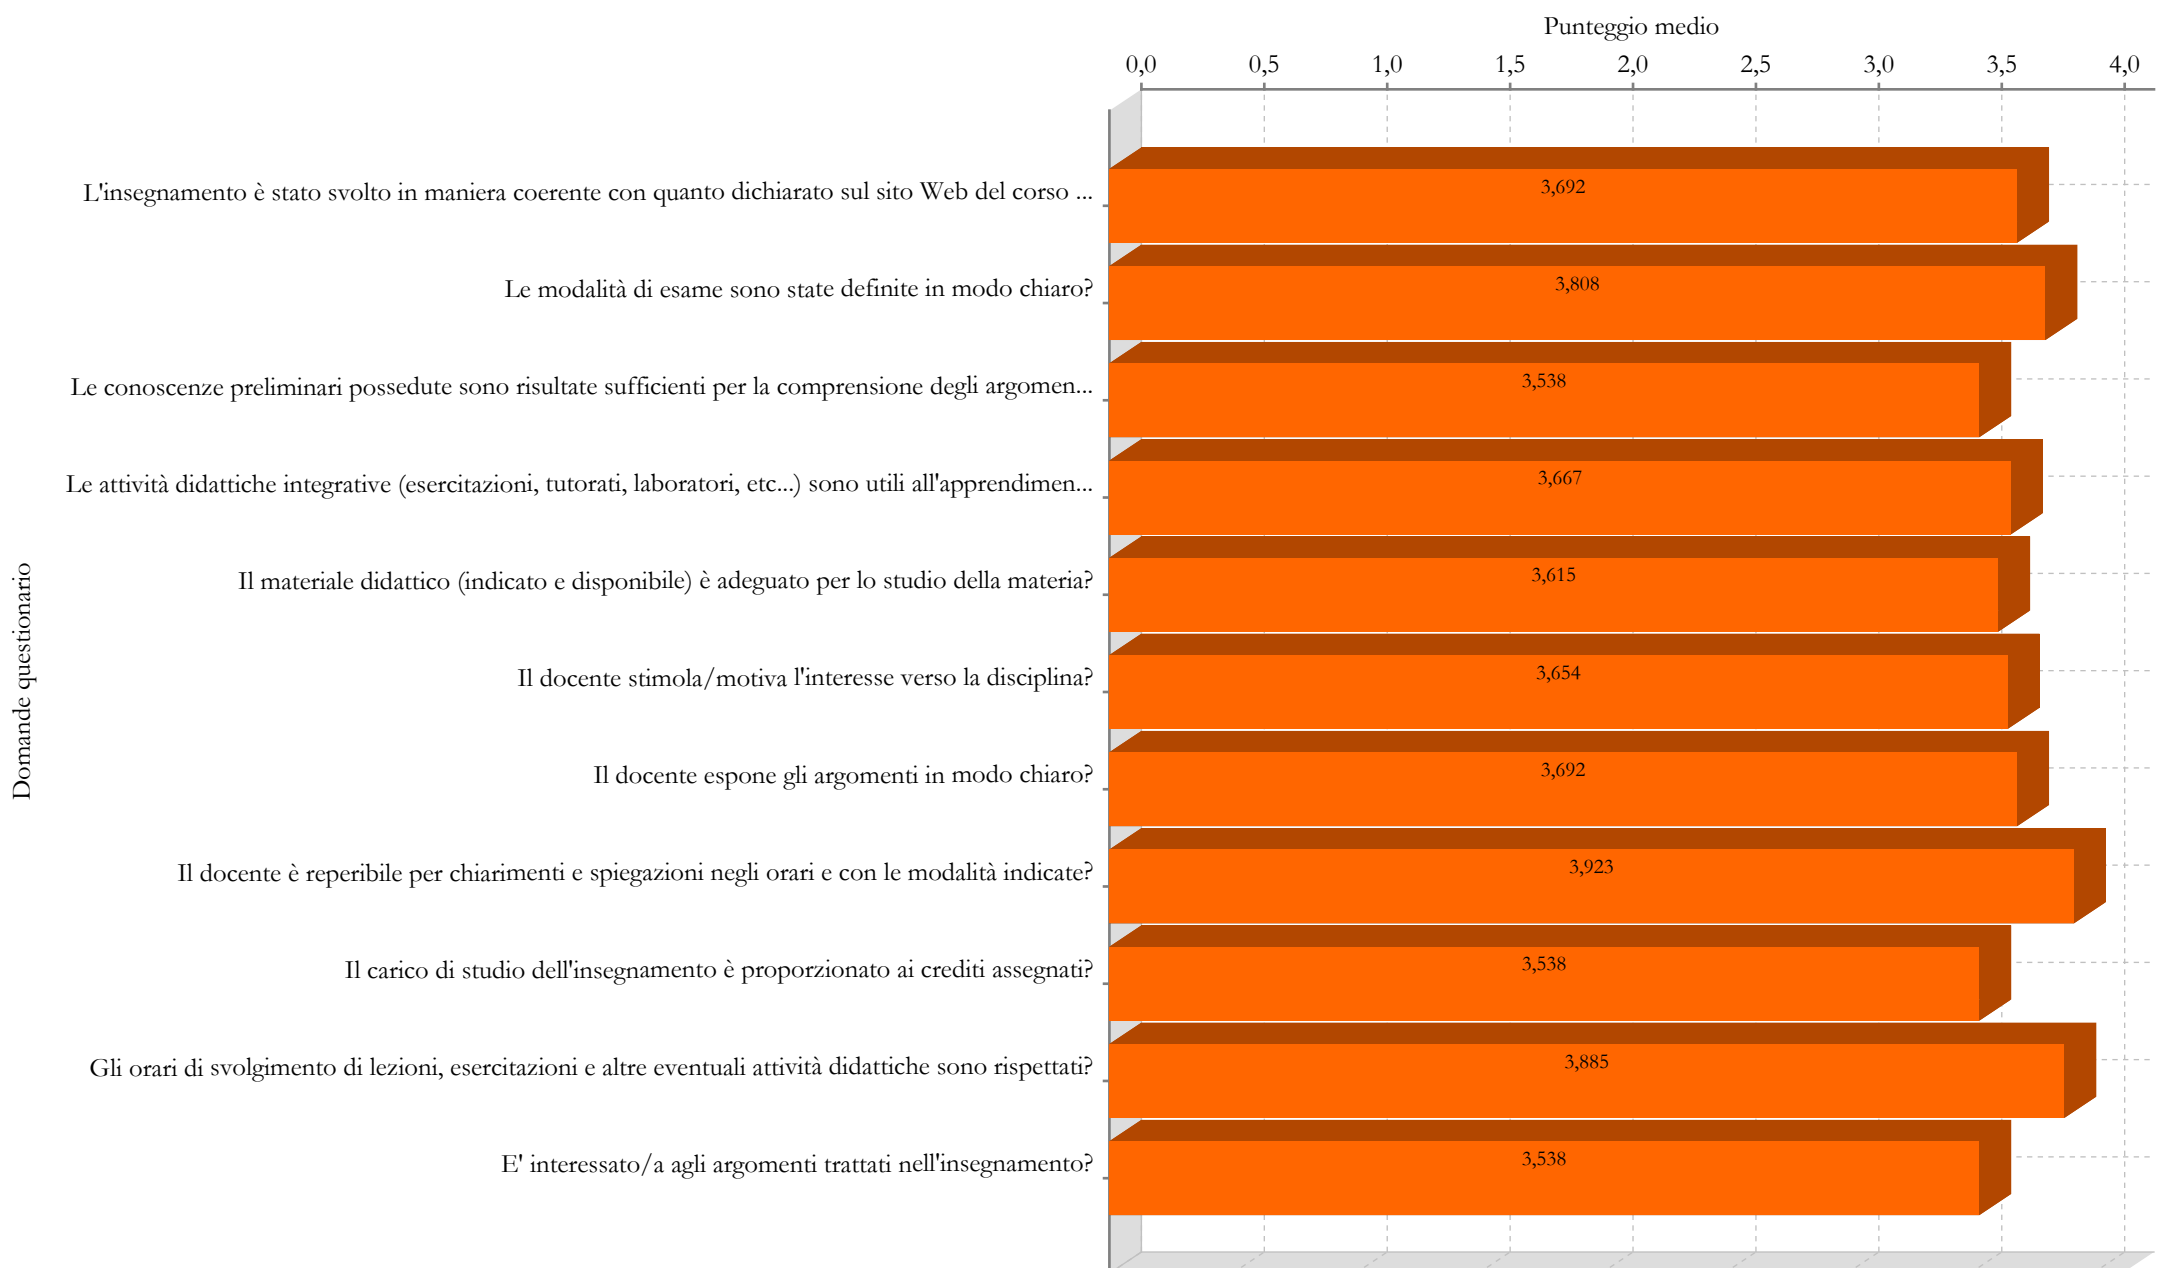 Punteggio medio
0,0 0,5 1,0 1,5 2,0 2,5 3,0 3,5 4,0
L'insegnamento è stato svolto in maniera coerente con quanto dichiarato sul sito Web del corso ... 3,692
Le modalità di esame sono state definite in modo chiaro? 3,808
Le conoscenze preliminari possedute sono risultate sufficienti per la comprensione degli argomen... 3,538
Le attività didattiche integrative (esercitazioni, tutorati, laboratori, etc...) sono utili all'apprendimen... 3,667
Il materiale didattico (indicato e disponibile) è adeguato per lo studio della materia? 3,615
Il docente stimola/motiva l'interesse verso la disciplina? 3,654
Il docente espone gli argomenti in modo chiaro? 3,692
Il docente è reperibile per chiarimenti e spiegazioni negli orari e con le modalità indicate? 3,923
Il carico di studio dell'insegnamento è proporzionato ai crediti assegnati? 3,538
Gli orari di svolgimento di lezioni, esercitazioni e altre eventuali attività didattiche sono rispettati? 3,885
E' interessato/a agli argomenti trattati nell'insegnamento? 3,538
Domande questionario